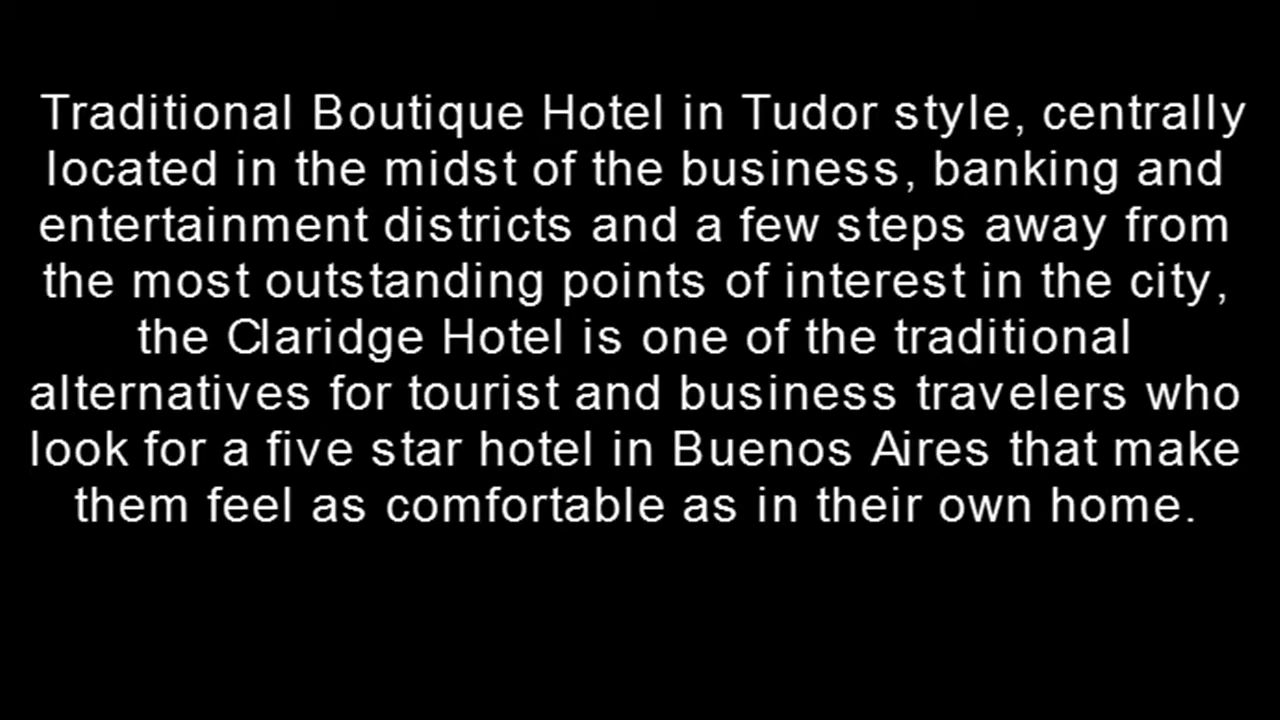 Traditional Boutique Hotel in Tudor style, centrally
located in the midst of the business, banking and
entertainment districts and a few steps away from
the most outstanding points of interest in the city,
the Claridge Hotel is one of the traditional
alternatives for tourist and business travelers who
look for a five star hotel in Buenos Aires that make
them feel as comfortable as in their own home.